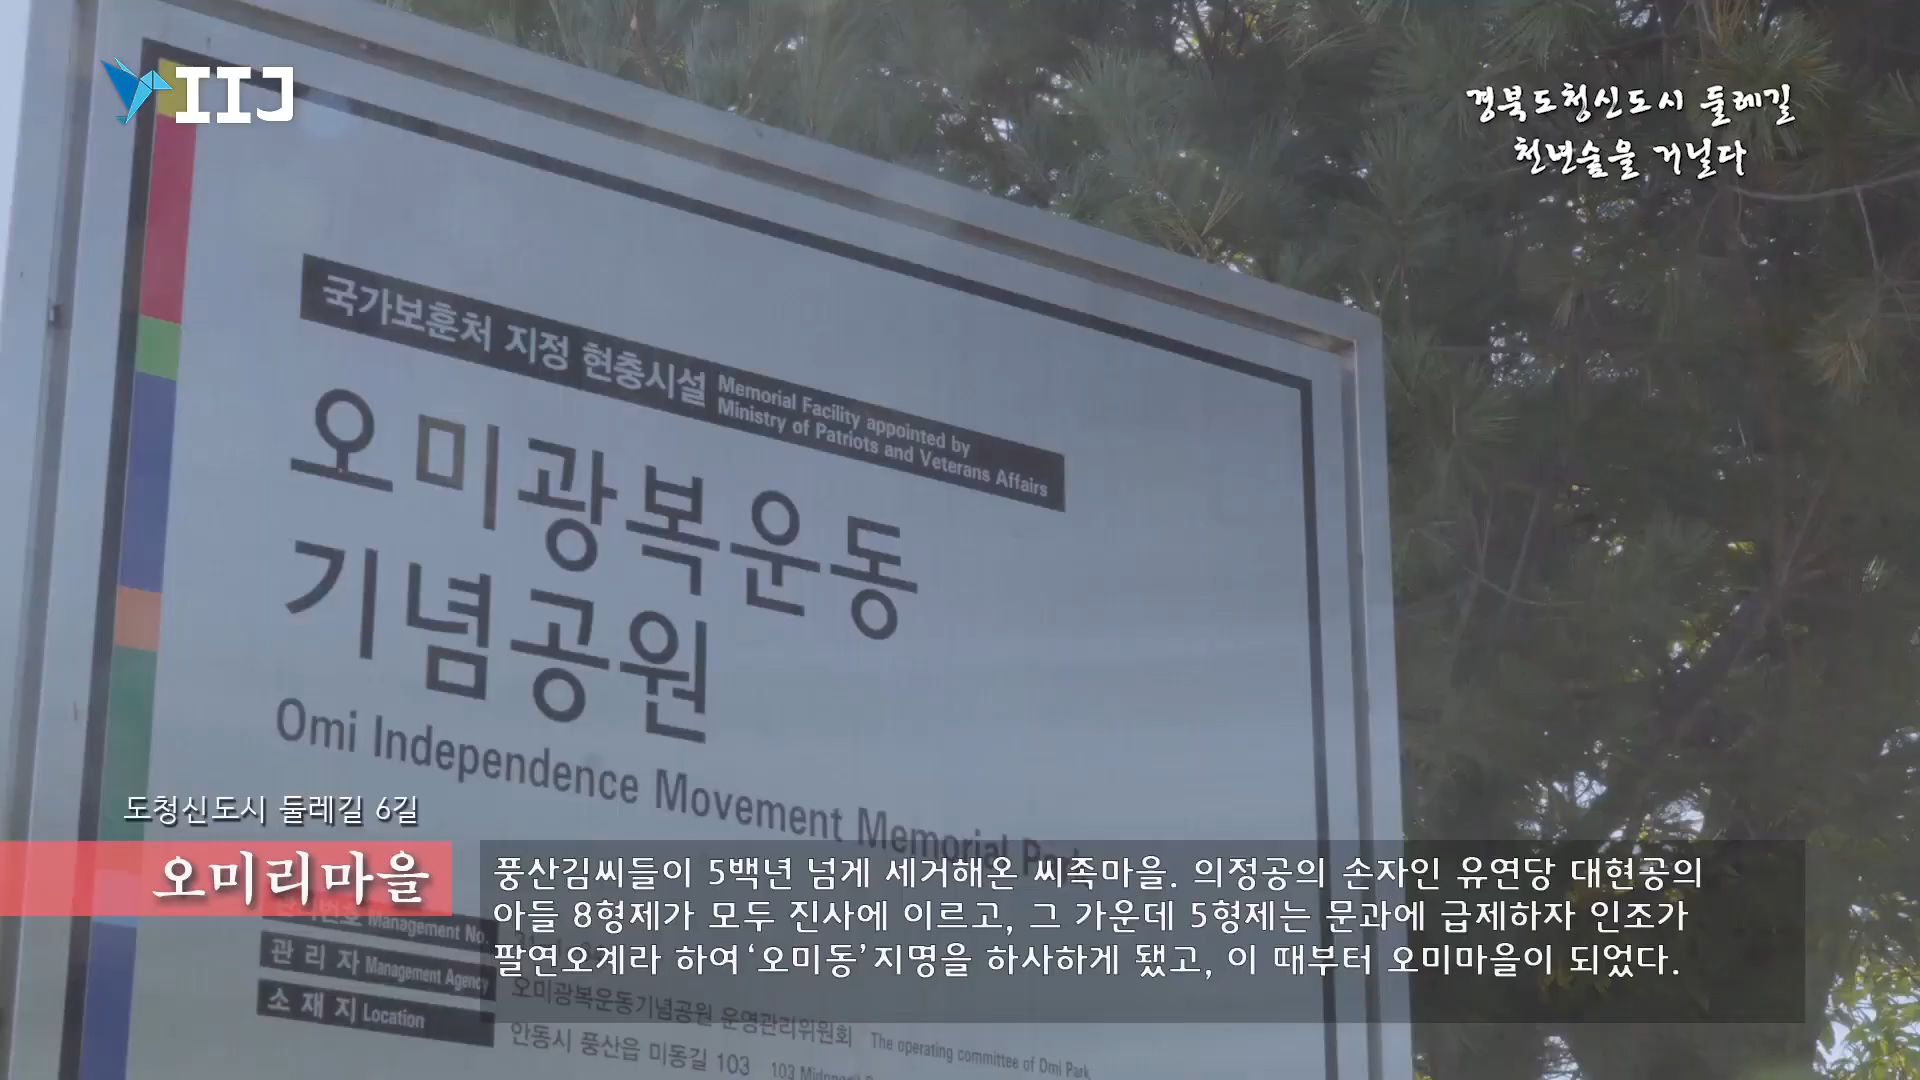 IIJ
경북도청신도시 둘레길
천년숲을 거닐다
국가보훈처 지정 현충시설 Memorial Facility appointed by
Ministry of Patriots and Veterans Affairs
오미광복운동
기념공원
Omi Independence Movement Memorial Park
도청신도시 둘레길 6길
오미리마을
풍산김씨들이 5백년 넘게 세거해온 씨족마을. 의정공의 손자인 유연당 대현공의
아들 8형제가 모두 진사에 이르고, 그 가운데 5형제는 문과에 급제하자 인조가
팔연오계라 하여 ‘오미동’ 지명을 하사하게 됐고, 이 때부터 오미마을이 되었다.
관리번호 Management No.
관 리 자 Management Agency
오미광복운동기념공원 운영관리위원회 The operating committee of Omi Park
소 재 지 Location
안동시 풍산읍 미동길 103